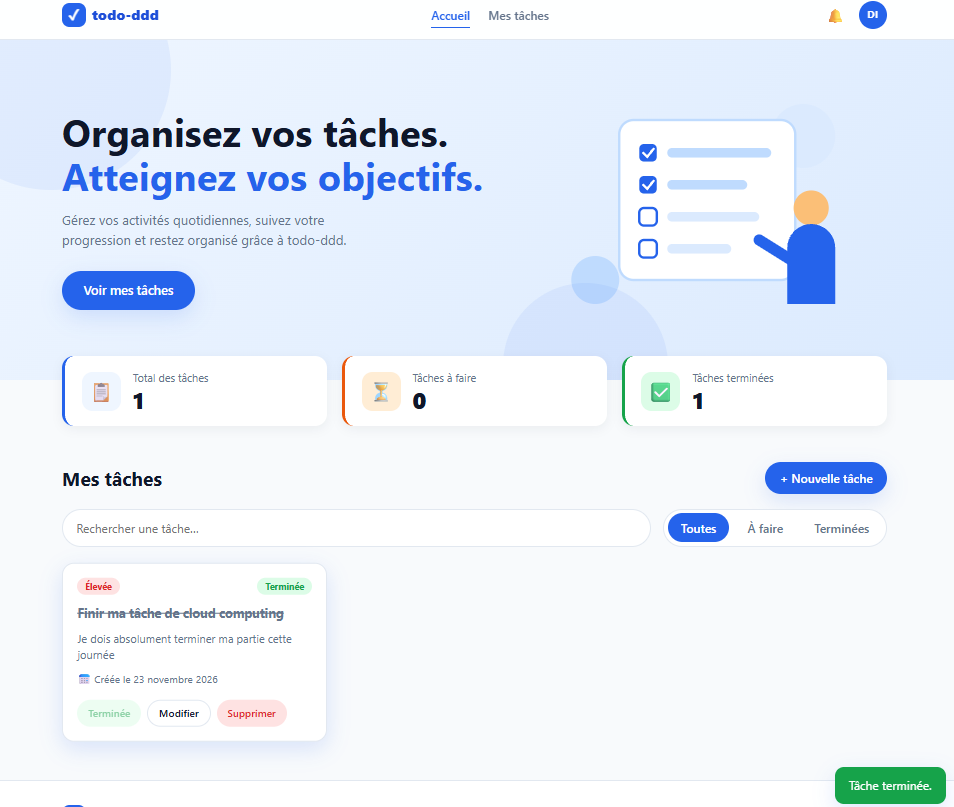 todo-ddd
Accueil
Mes tâches
DI
Organisez vos tâches.
Atteignez vos objectifs.
Gérez vos activités quotidiennes, suivez votre
progression et restez organisé grâce à todo-ddd.
Voir mes tâches
Total des tâches
1
Tâches à faire
0
Tâches terminées
1
Mes tâches
+ Nouvelle tâche
Rechercher une tâche...
Toutes
À faire
Terminées
Élevée
Terminée
Finir ma tâche de cloud computing
Je dois absolument terminer ma partie cette
journée
Créée le 23 novembre 2026
Terminée
Modifier
Supprimer
Tâche terminée.